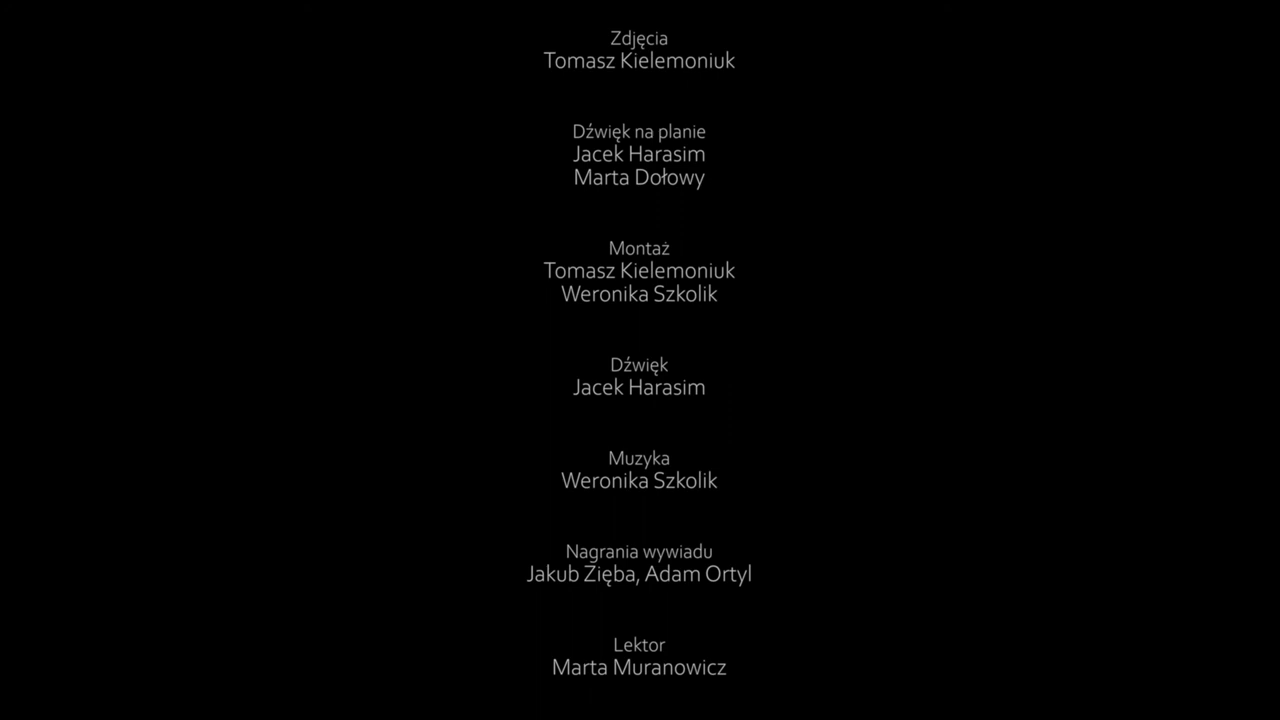 Zdjęcia
Tomasz Kielemoniuk
Dźwięk na planie
Jacek Harasim
Marta Dołowy
Montaż
Tomasz Kielemoniuk
Weronika Szkolik
Dźwięk
Jacek Harasim
Muzyka
Weronika Szkolik
Nagrania wywiadu
Jakub Zięba, Adam Ortyl
Lektor
Marta Muranowicz